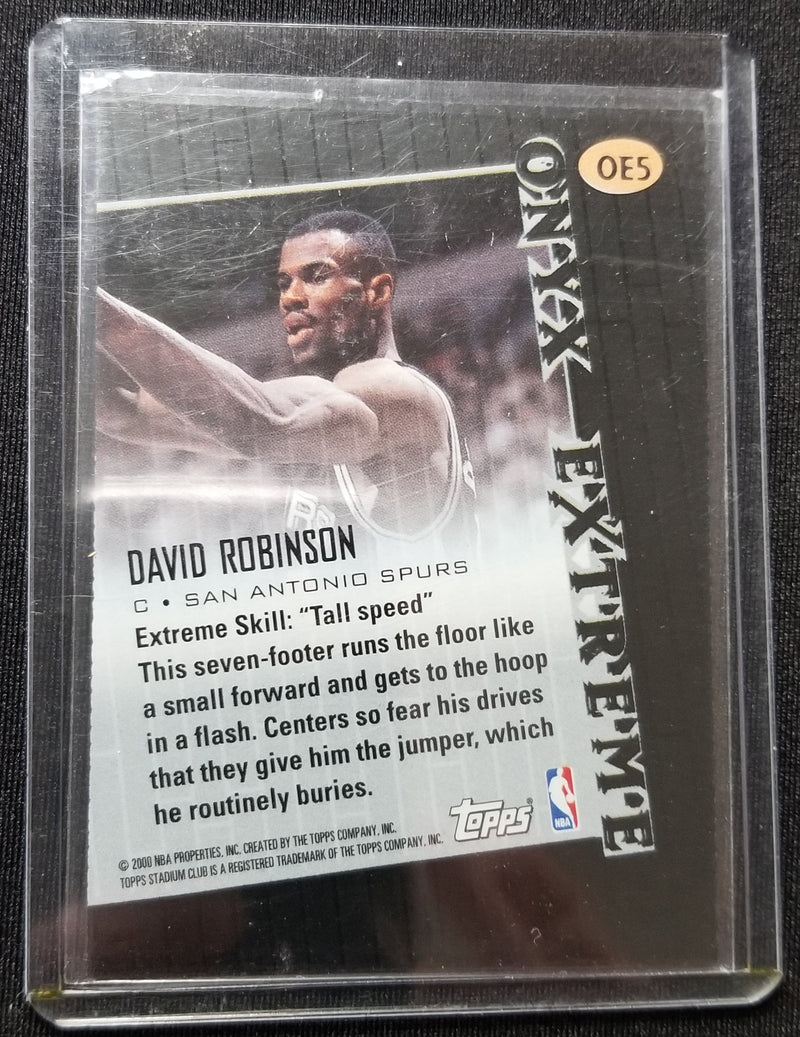 OE5
ONYX EXTREME
DAVID ROBINSON
C • SAN ANTONIO SPURS
Extreme Skill: “Tall speed”
This seven-footer runs the floor like
a small forward and gets to the hoop
in a flash. Centers so fear his drives
that they give him the jumper, which
he routinely buries.
© 2000 NBA PROPERTIES, INC. CREATED BY THE TOPPS COMPANY, INC.
TOPPS STADIUM CLUB IS A REGISTERED TRADEMARK OF THE TOPPS COMPANY, INC.
Topps®
NBA